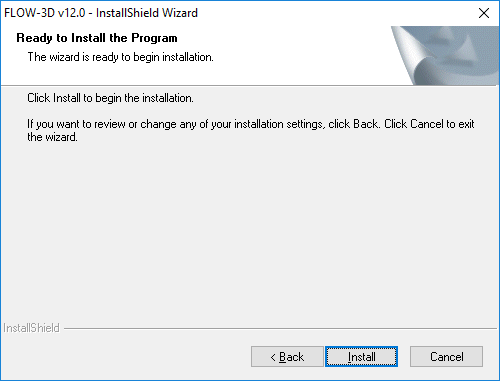 FLOW-3D v12.0 - InstallShield Wizard
Ready to Install the Program
The wizard is ready to begin installation.
Click Install to begin the installation.
If you want to review or change any of your installation settings, click Back. Click Cancel to exit
the wizard.
InstallShield
< Back Install Cancel